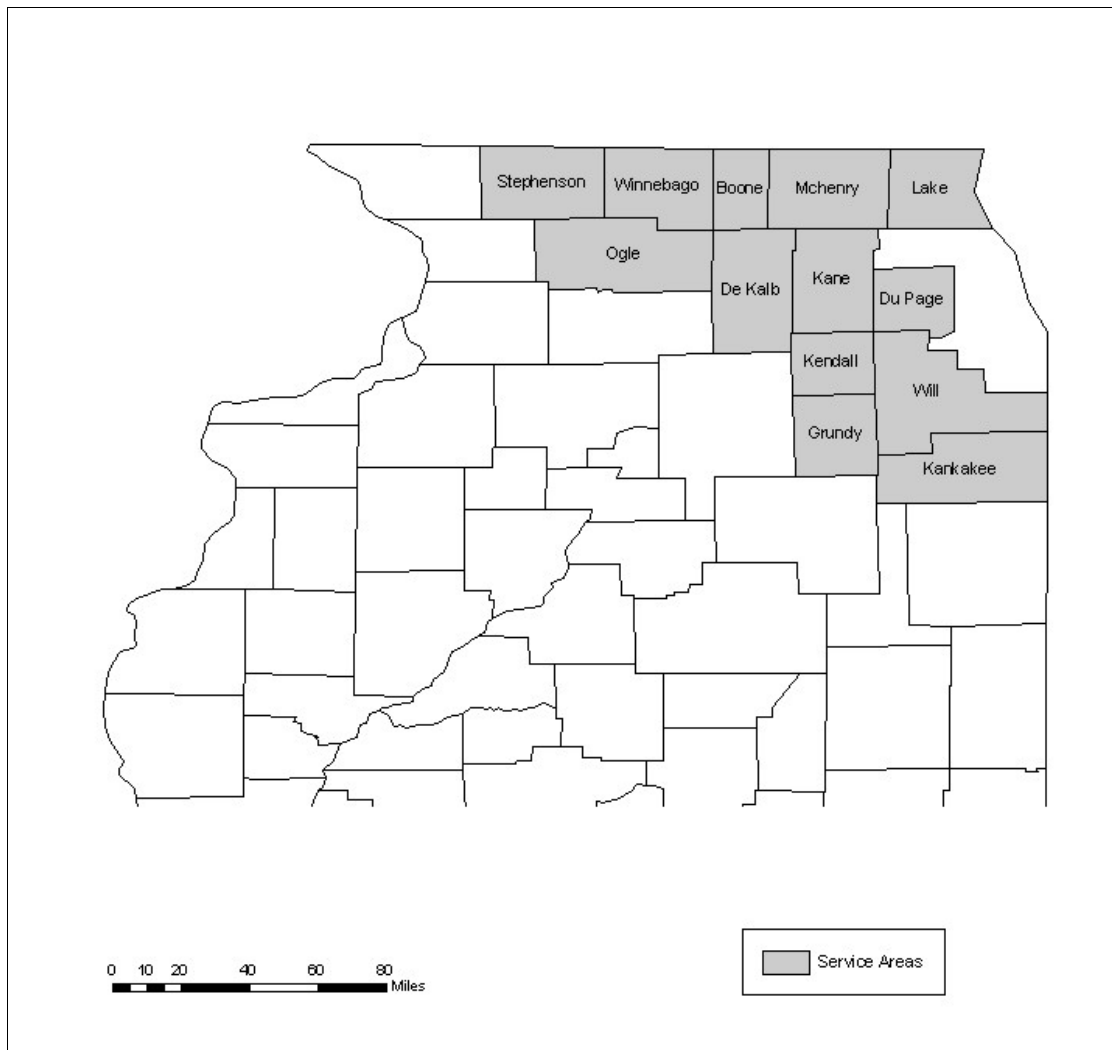 Stephenson
Winnebago
Boone
Mchenry
Lake
Ogle
De Kalb
Kane
Du Page
Kendall
Will
Grundy
Kankakee
0 10 20 40 60 80
Miles
Service Areas